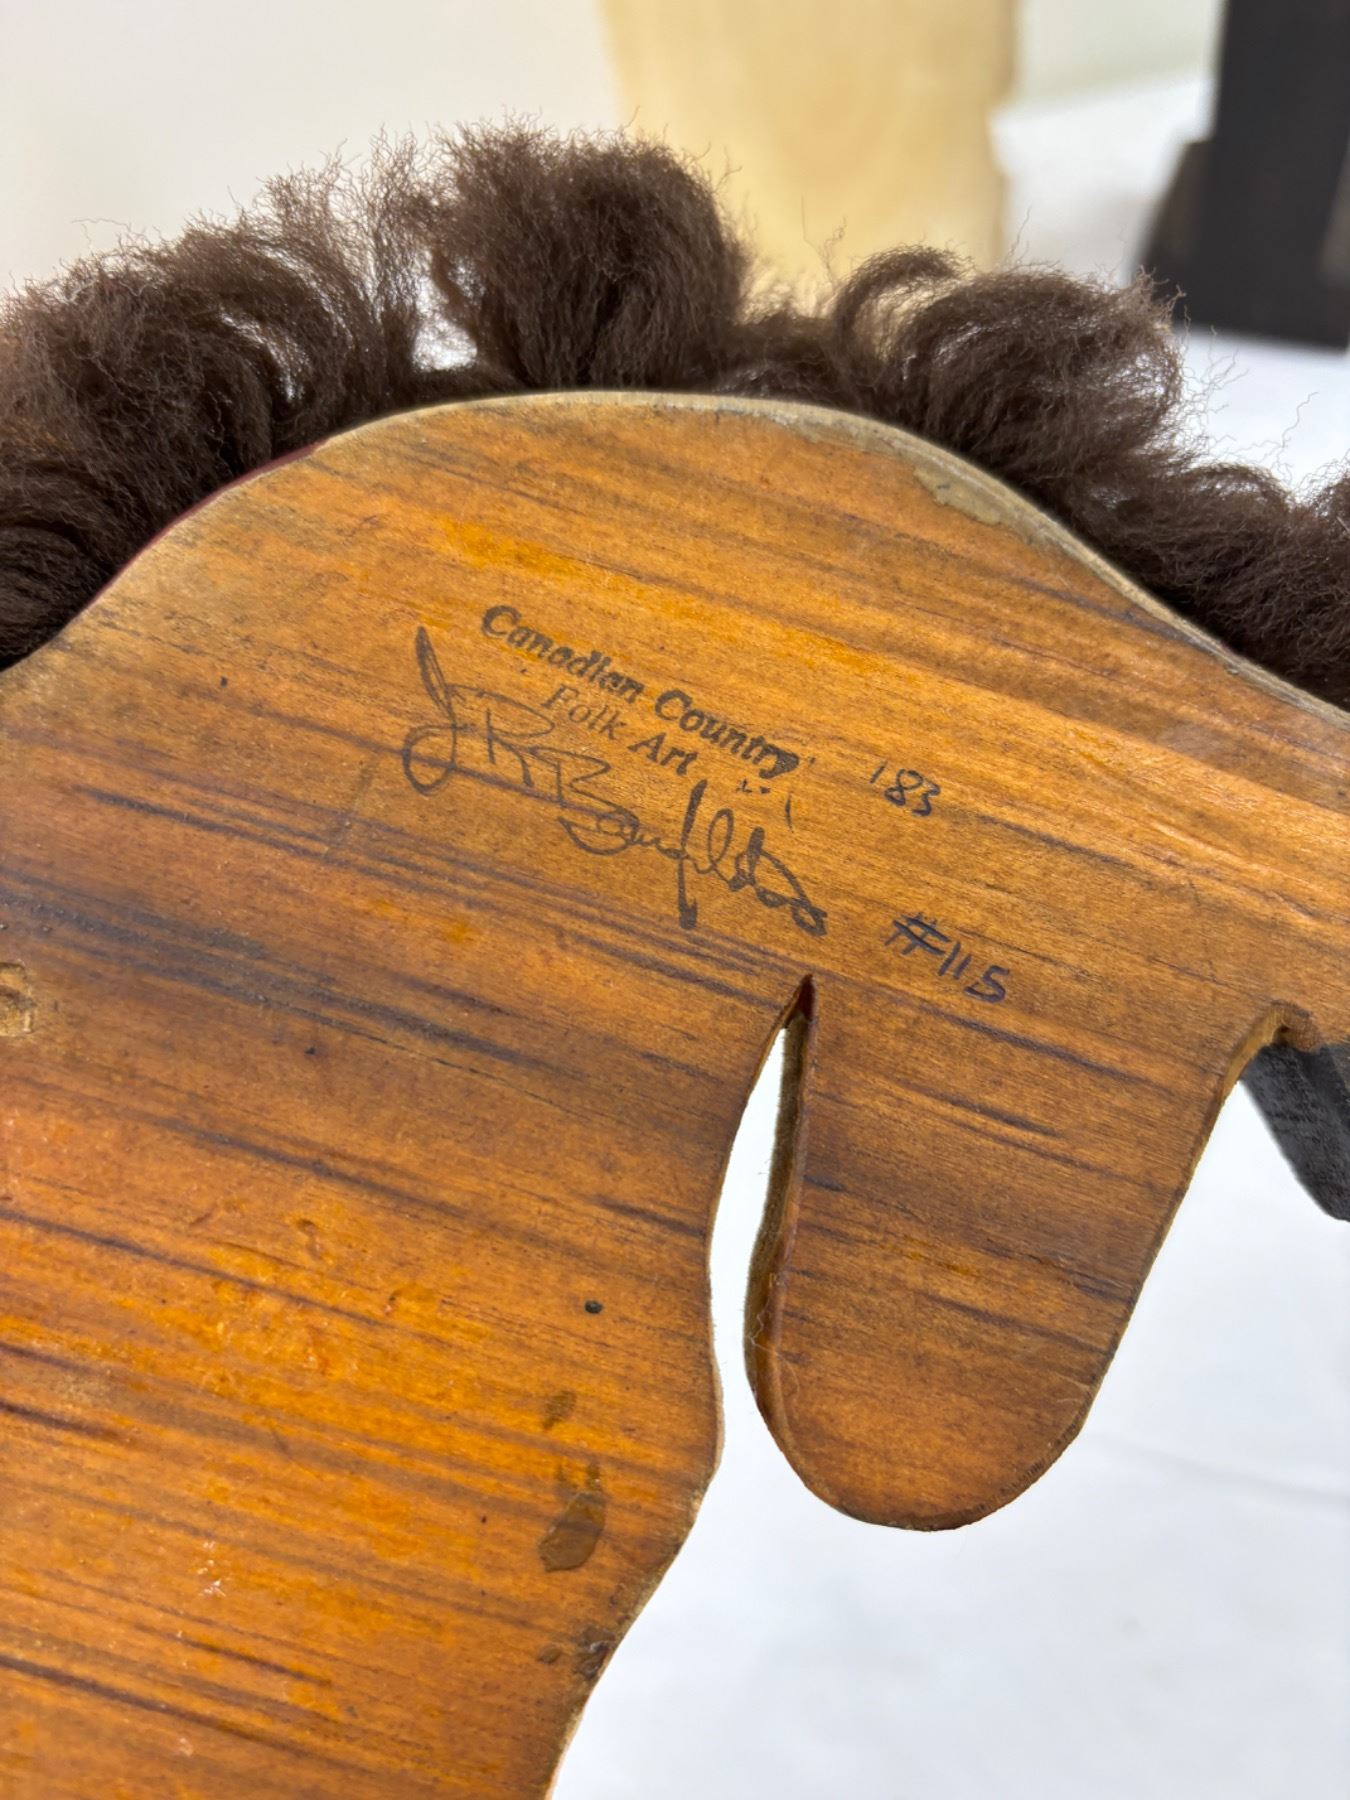 Canadian Country
Folk Art
'83
J.R.B.
#115